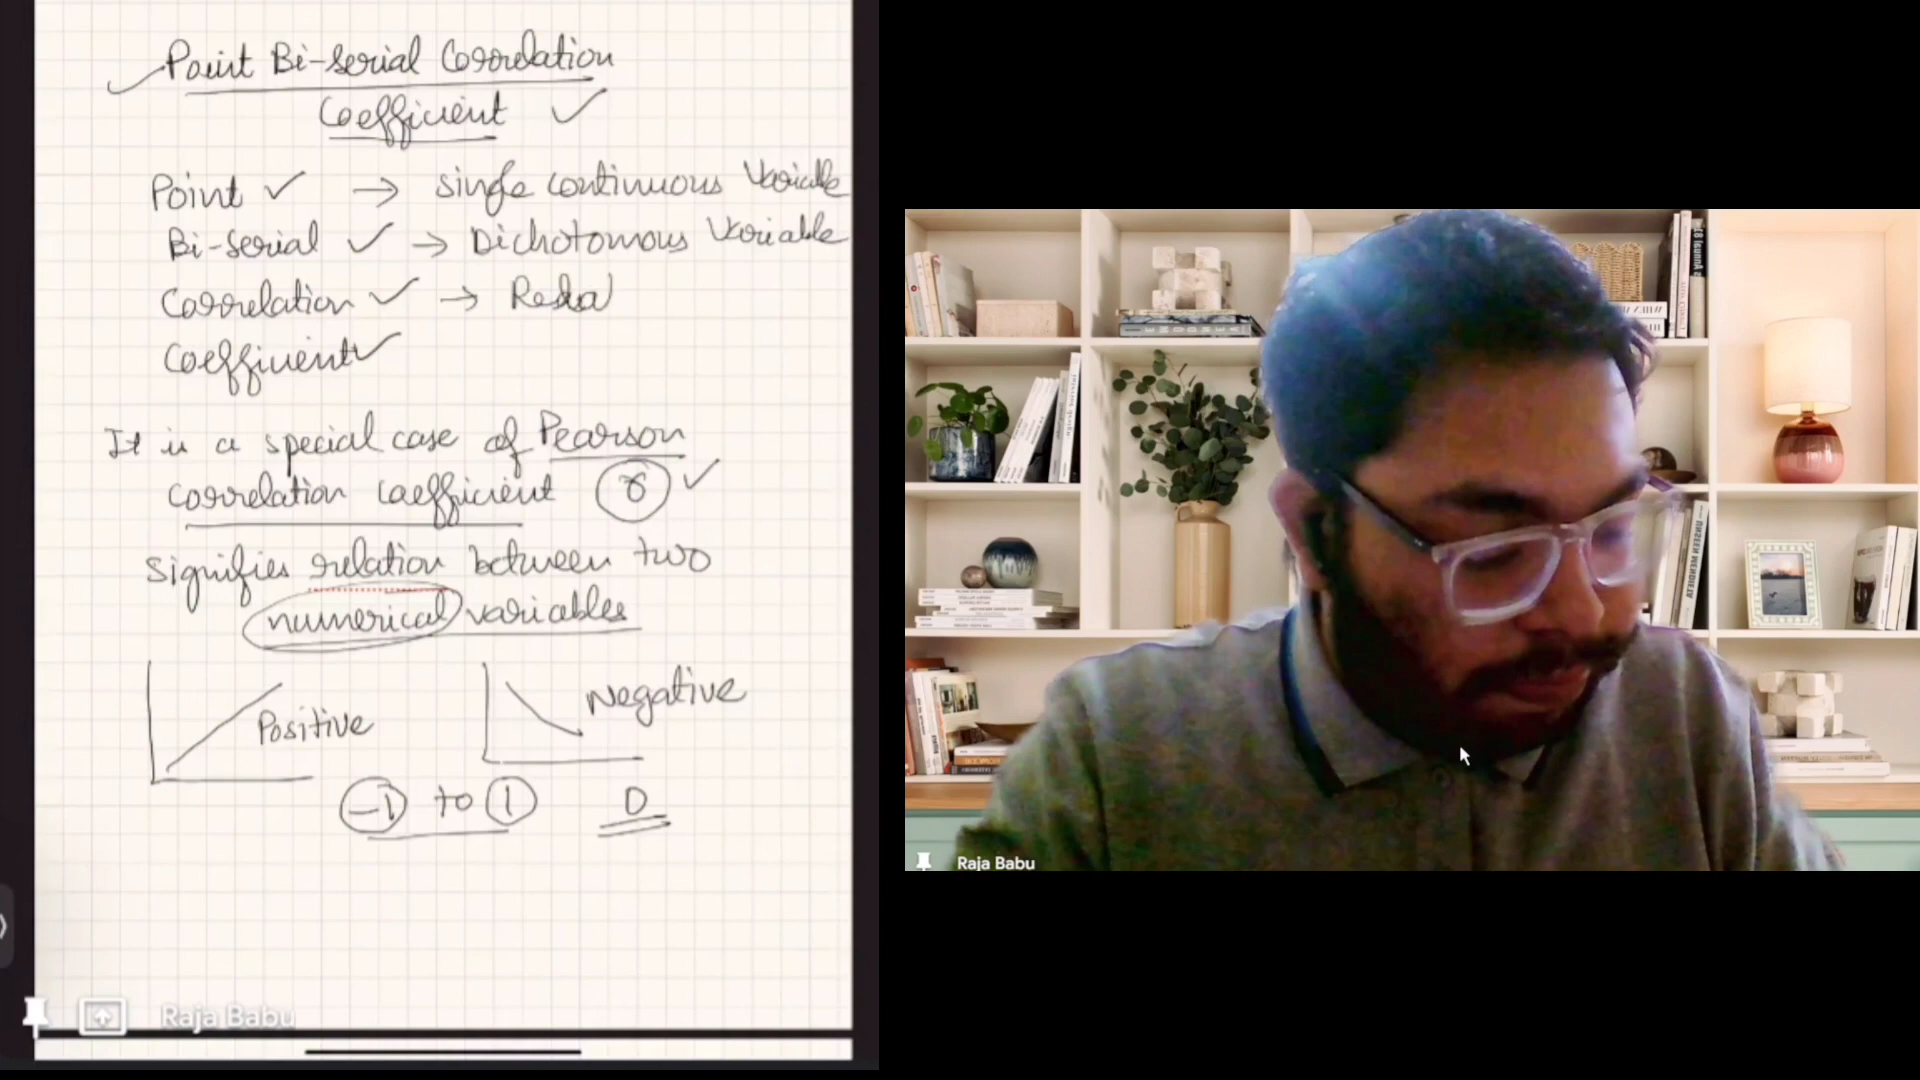 Point Bi-serial Correlation
Coefficient ✓
Point ✓ → single continuous Variable
Bi-serial ✓ → Dichotomous Variable
Correlation ✓ →
Coefficient ✓
It is a special case of Pearson
correlation coefficient r ✓
signifies relation between two
numerical variables
Positive
Negative
-1 to 1 0
Raja Babu
Raja Babu